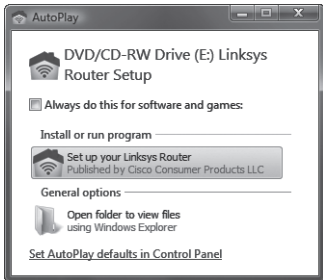 AutoPlay
DVD/CD-RW Drive (E:) Linksys
Router Setup
Always do this for software and games:
Install or run program
Set up your Linksys Router
Published by Cisco Consumer Products LLC
General options
Open folder to view files
using Windows Explorer
Set AutoPlay defaults in Control Panel